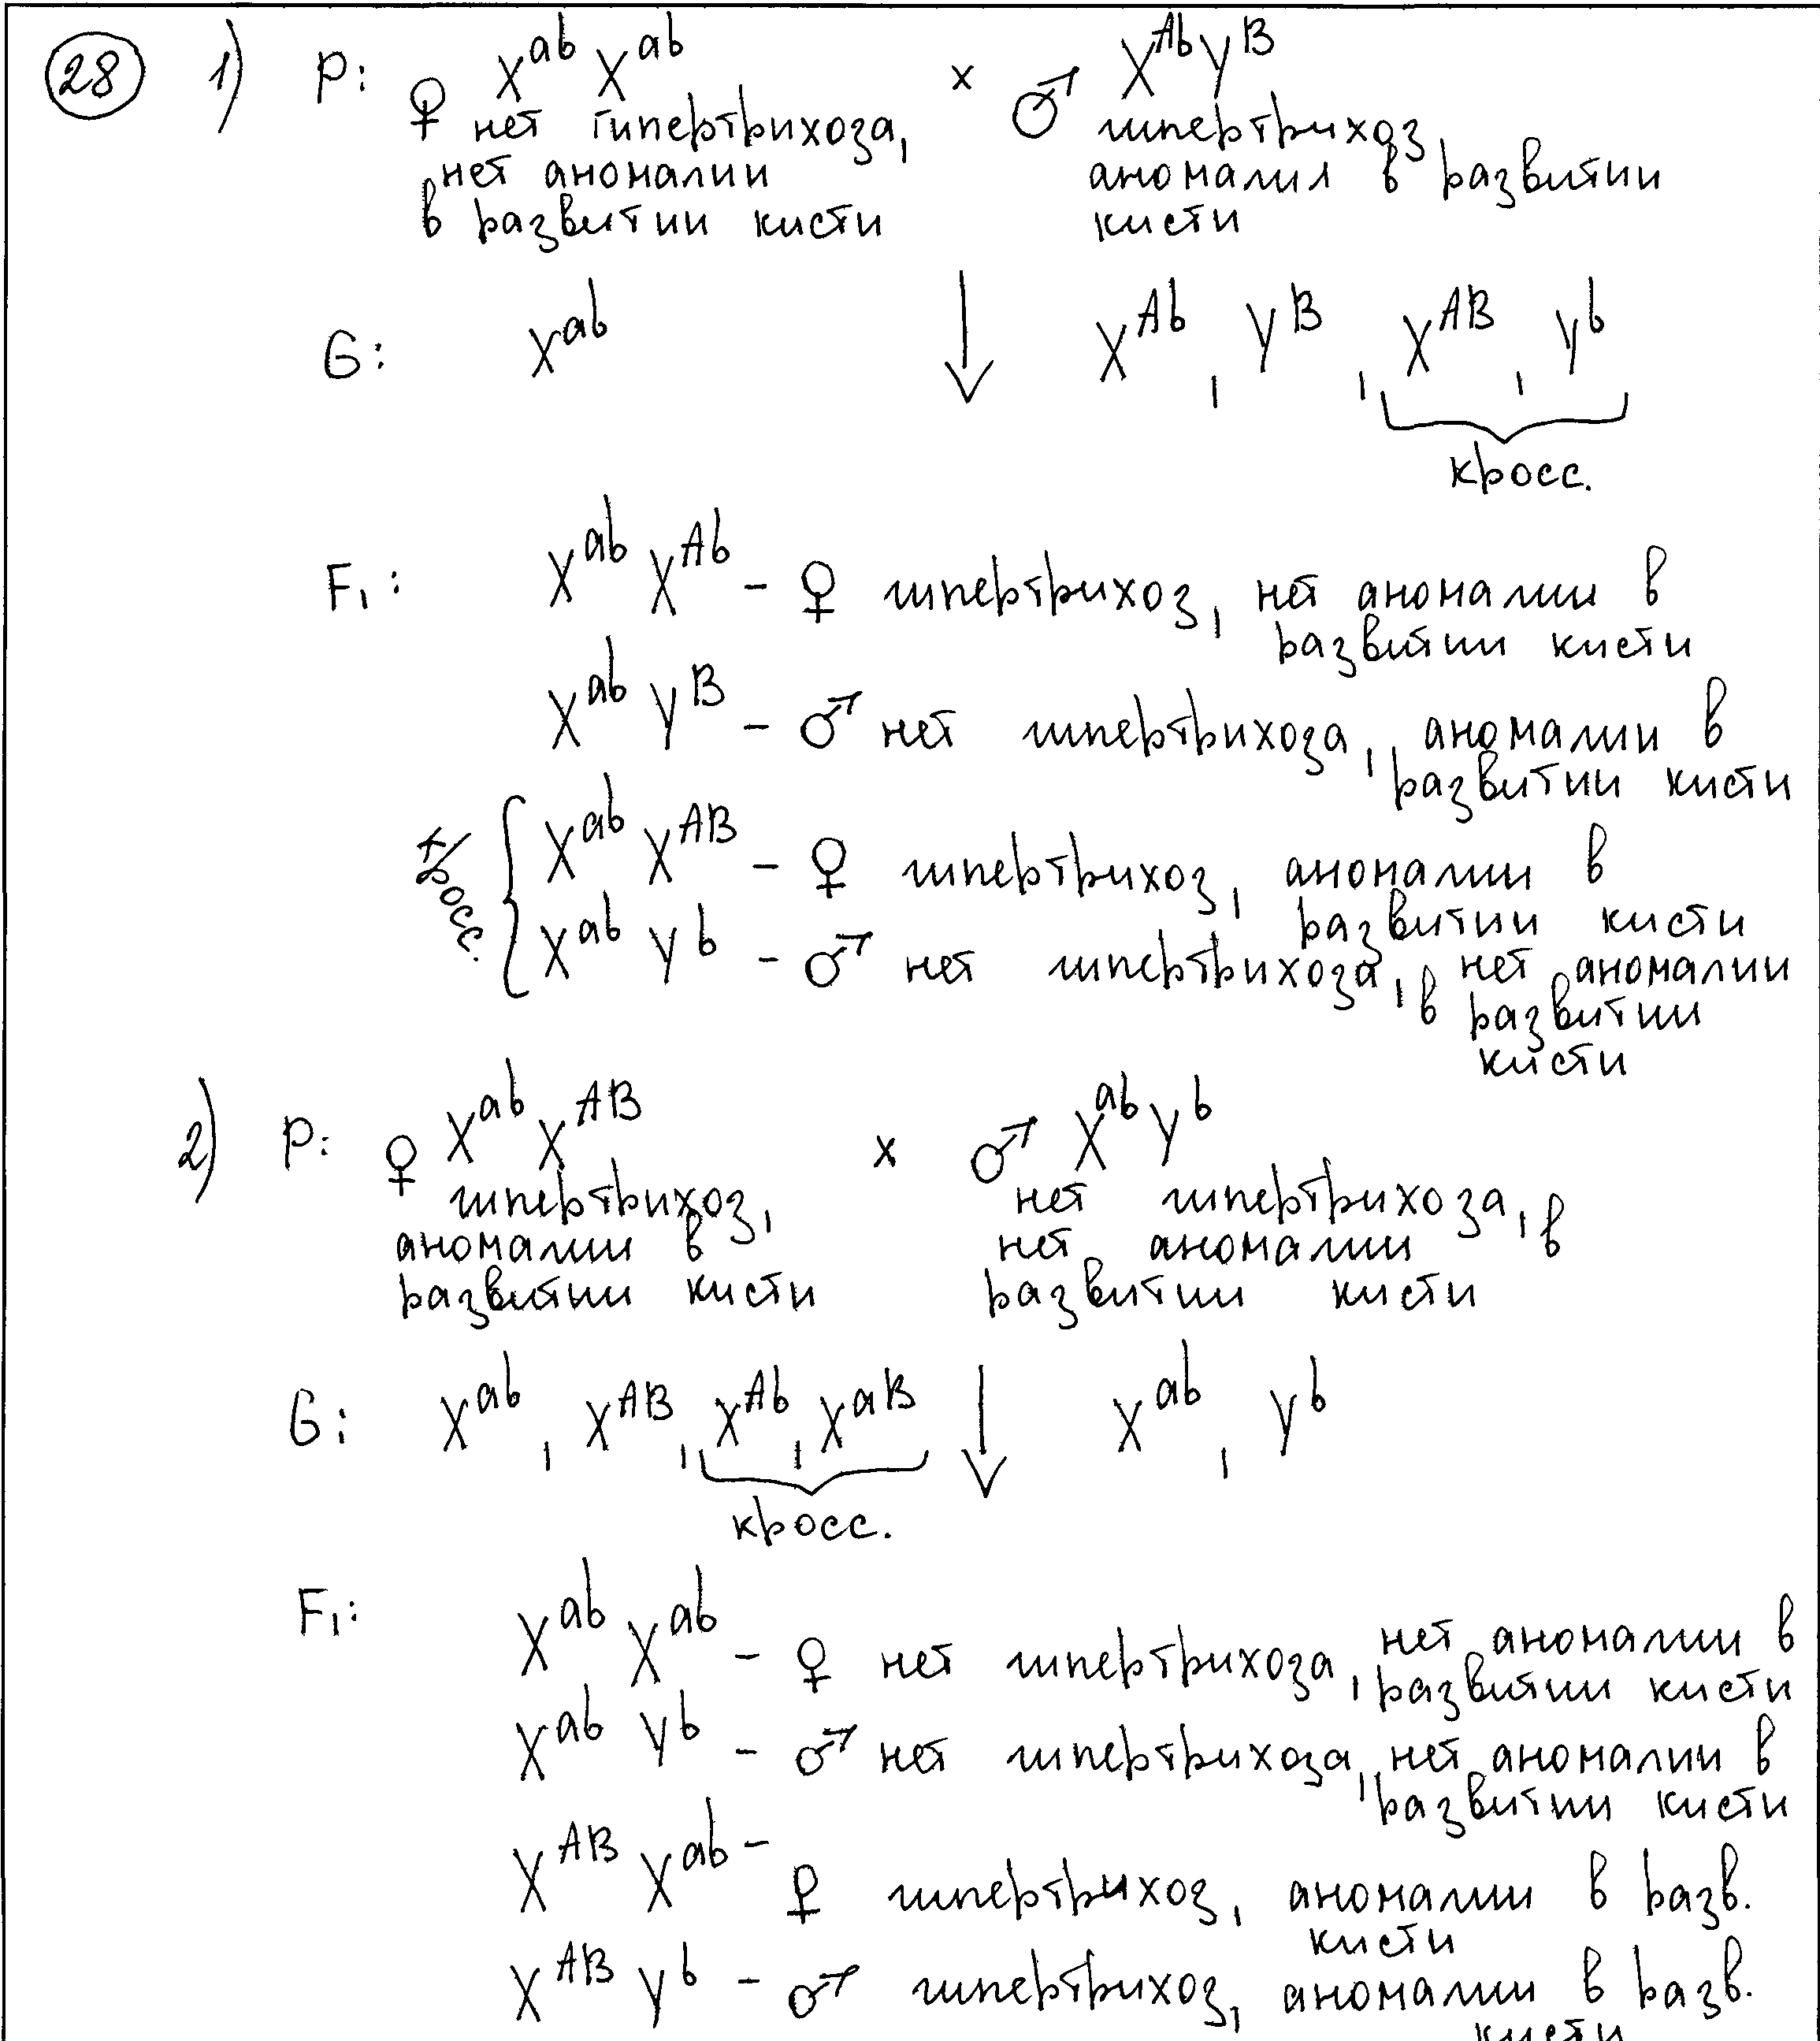 28 1) P: ♀ X^ab X^ab × ♂ X^Ab Y^B
нет гипертрихоза, гипертрихоз,
нет аномалии аномалия в развитии
в развитии кисти кисти
G: X^ab ↓ X^Ab, Y^B, X^AB, Y^b
кросс.
F₁: X^ab X^Ab – ♀ гипертрихоз, нет аномалии в
развитии кисти
X^ab Y^B – ♂ нет гипертрихоза, аномалии в
развитии кисти
кросс. { X^ab X^AB – ♀ гипертрихоз, аномалии в
развитии кисти
X^ab Y^b – ♂ нет гипертрихоза, нет аномалии
в развитии
кисти
2) P: ♀ X^ab X^AB × ♂ X^ab Y^b
гипертрихоз, нет гипертрихоза,
аномалии в нет аномалии в
развитии кисти развитии кисти
G: X^ab, X^AB, X^Ab, X^aB ↓ X^ab, Y^b
кросс.
F₁: X^ab X^ab – ♀ нет гипертрихоза, нет аномалии в
развитии кисти
X^ab Y^b – ♂ нет гипертрихоза, нет аномалии в
развитии кисти
X^AB X^ab – ♀ гипертрихоз, аномалии в разв.
кисти
X^AB Y^b – ♂ гипертрихоз, аномалии в разв.
кисти